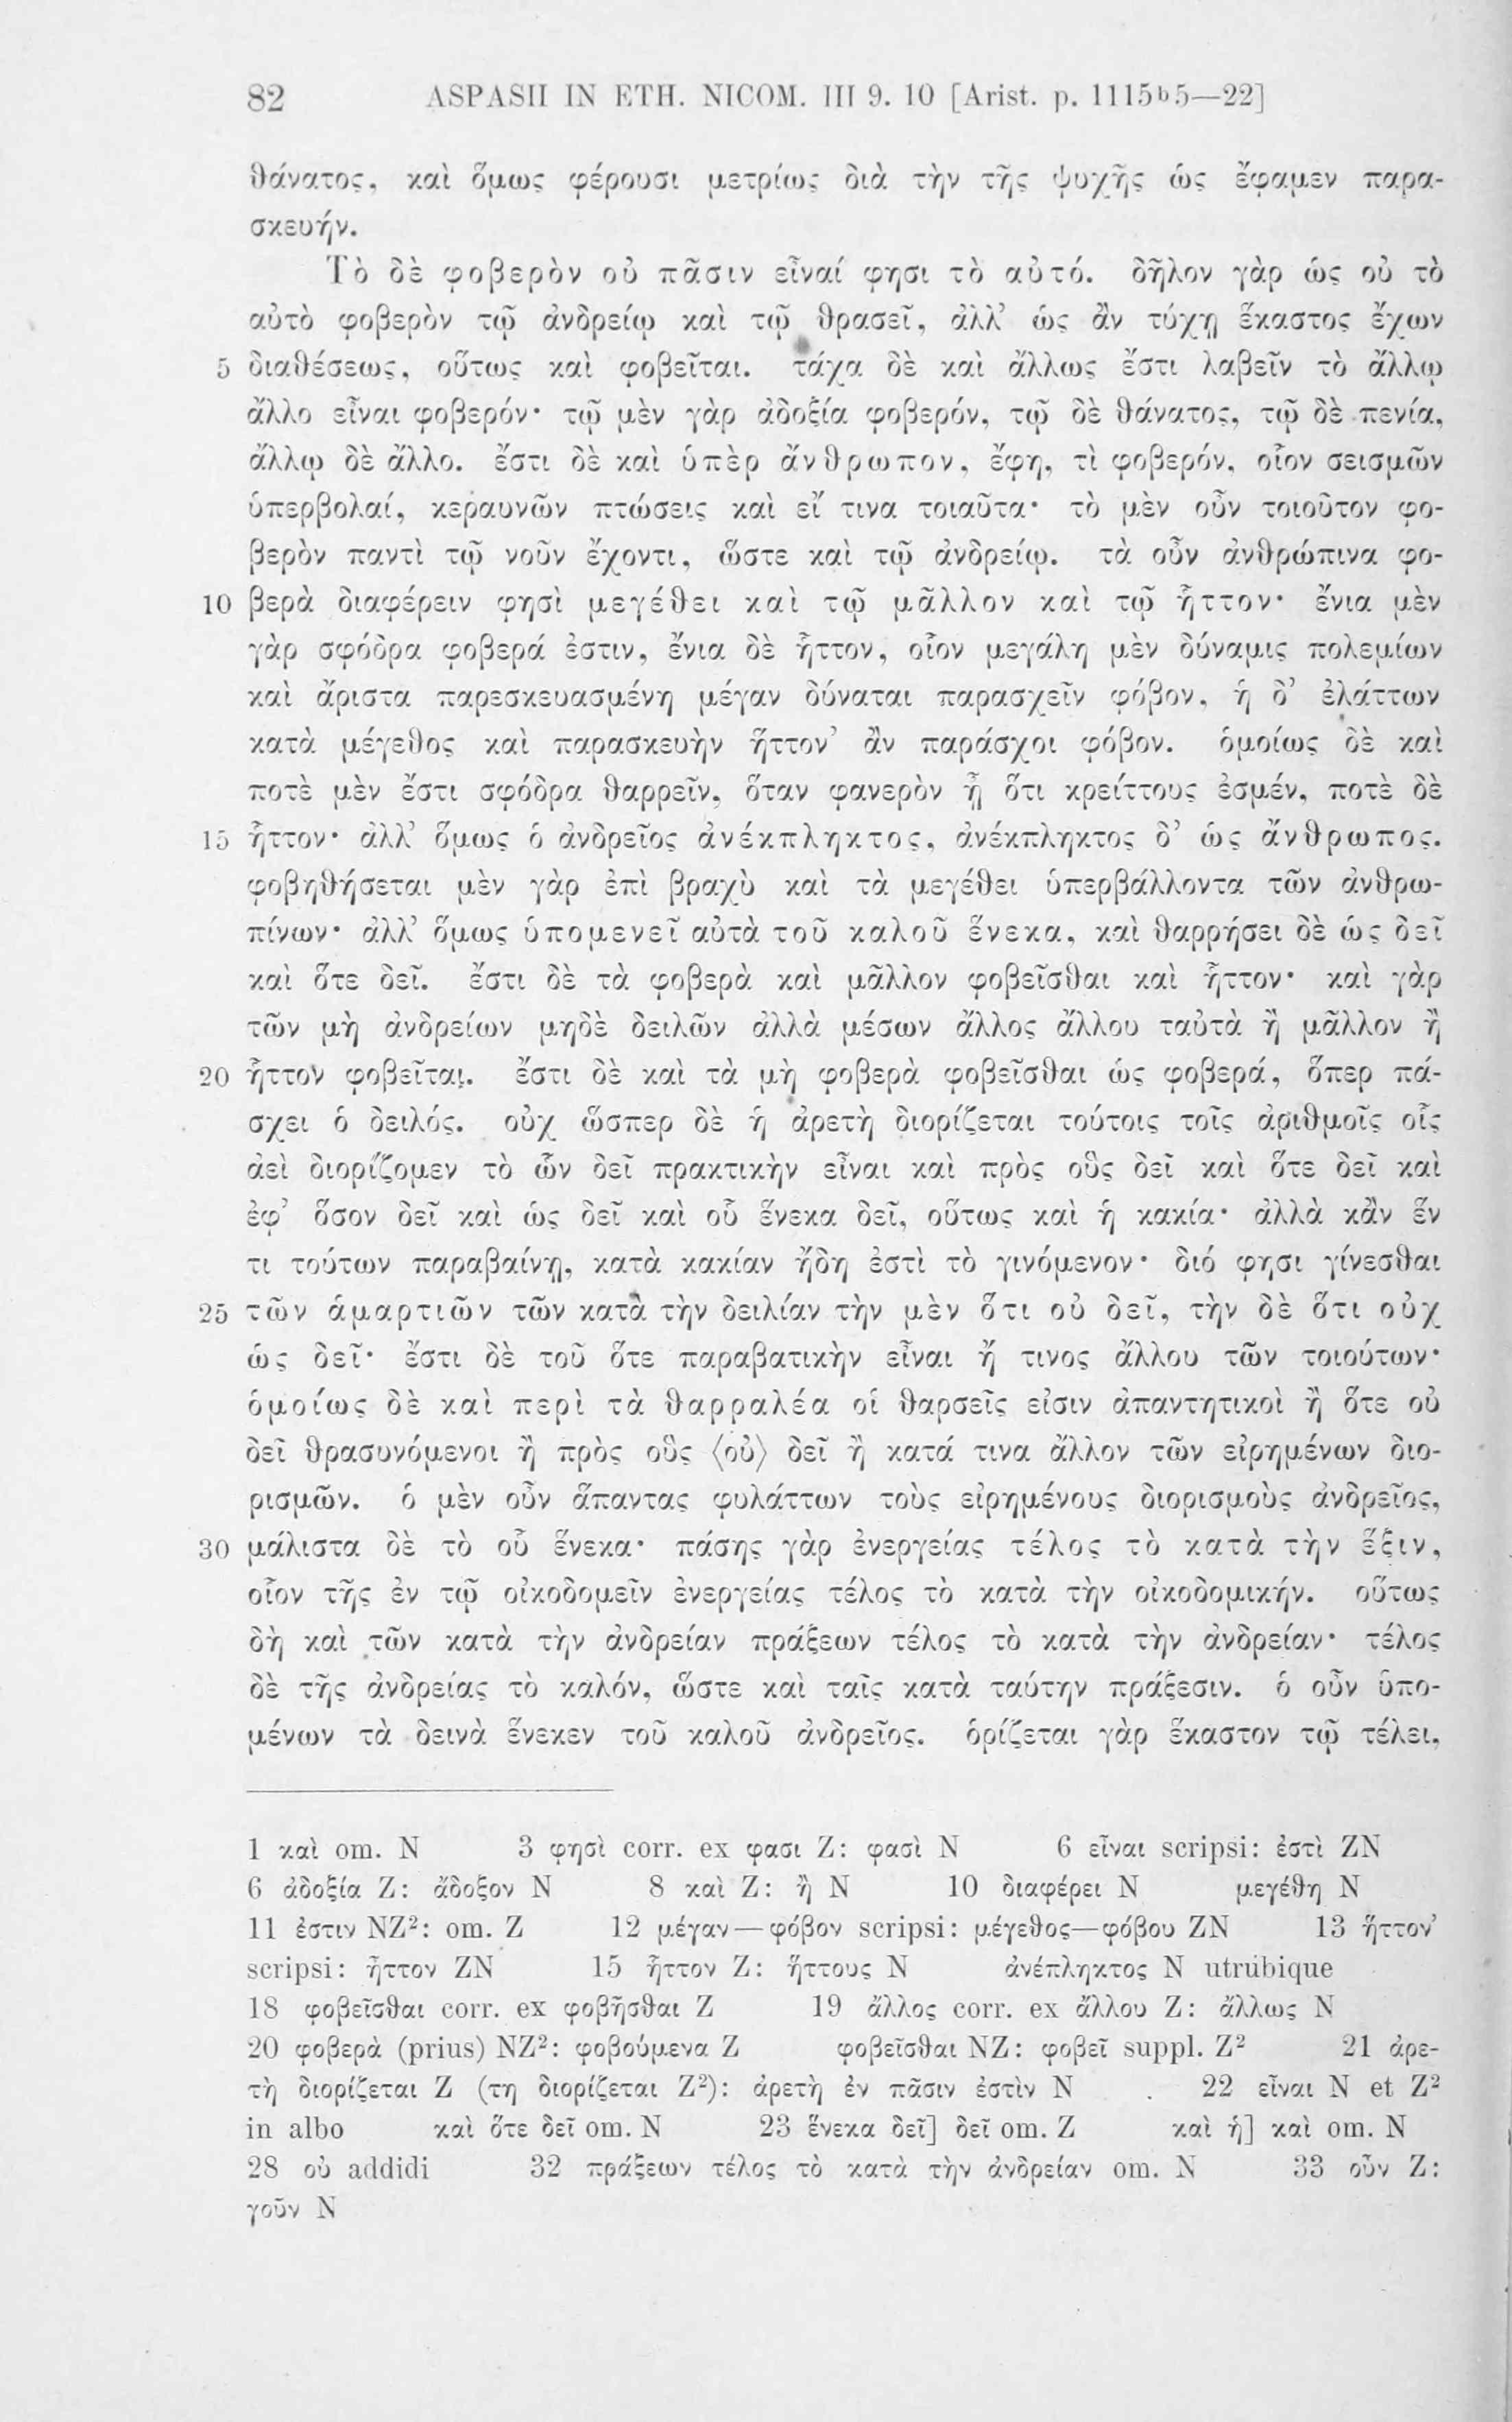 82 ASPASII IN ETH. NICOM. III 9. 10 [Arist. p. 1115ᵇ5—22]
θάνατος, καὶ ὅμως φέρουσι μετρίως διὰ τὴν τῆς ψυχῆς ὡς ἔφαμεν παρα-
σκευήν.
Τὸ δὲ φοβερὸν οὐ πᾶσιν εἶναί φησι τὸ αὐτό. δῆλον γὰρ ὡς οὐ τὸ
αὐτὸ φοβερὸν τῷ ἀνδρείῳ καὶ τῷ θρασεῖ, ἀλλ’ ὡς ἂν τύχῃ ἕκαστος ἔχων
5 διαθέσεως, οὕτως καὶ φοβεῖται. τάχα δὲ καὶ ἄλλως ἔστι λαβεῖν τὸ ἄλλῳ
ἄλλο εἶναι φοβερόν· τῷ μὲν γὰρ ἀδοξία φοβερόν, τῷ δὲ θάνατος, τῷ δὲ πενία,
ἄλλῳ δὲ ἄλλο. ἔστι δὲ καὶ ὑπὲρ ἄνθρωπον, ἔφη, τὶ φοβερόν, οἷον σεισμῶν
ὑπερβολαί, κεραυνῶν πτώσεις καὶ εἴ τινα τοιαῦτα· τὸ μὲν οὖν τοιοῦτον φο-
βερὸν παντὶ τῷ νοῦν ἔχοντι, ὥστε καὶ τῷ ἀνδρείῳ. τὰ οὖν ἀνθρώπινα φο-
10 βερὰ διαφέρειν φησὶ μεγέθει καὶ τῷ μᾶλλον καὶ τῷ ἧττον· ἔνια μὲν
γὰρ σφόδρα φοβερά ἐστιν, ἔνια δὲ ἧττον, οἷον μεγάλη μὲν δύναμις πολεμίων
καὶ ἄριστα παρεσκευασμένη μέγαν δύναται παρασχεῖν φόβον, ἡ δ’ ἐλάττων
κατὰ μέγεθος καὶ παρασκευὴν ἥττον’ ἂν παράσχοι φόβον. ὁμοίως δὲ καὶ
ποτὲ μὲν ἔστι σφόδρα θαρρεῖν, ὅταν φανερὸν ᾖ ὅτι κρείττους ἐσμέν, ποτὲ δὲ
15 ἧττον· ἀλλ’ ὅμως ὁ ἀνδρεῖος ἀνέκπληκτος, ἀνέκπληκτος δ’ ὡς ἄνθρωπος.
φοβηθήσεται μὲν γὰρ ἐπὶ βραχὺ καὶ τὰ μεγέθει ὑπερβάλλοντα τῶν ἀνθρω-
πίνων· ἀλλ’ ὅμως ὑπομενεῖ αὐτὰ τοῦ καλοῦ ἕνεκα, καὶ θαρρήσει δὲ ὡς δεῖ
καὶ ὅτε δεῖ. ἔστι δὲ τὰ φοβερὰ καὶ μᾶλλον φοβεῖσθαι καὶ ἧττον· καὶ γὰρ
τῶν μὴ ἀνδρείων μηδὲ δειλῶν ἀλλὰ μέσων ἄλλος ἄλλου ταὐτὰ ἢ μᾶλλον ἢ
20 ἧττον φοβεῖται. ἔστι δὲ καὶ τὰ μὴ φοβερὰ φοβεῖσθαι ὡς φοβερά, ὅπερ πά-
σχει ὁ δειλός. οὐχ ὥσπερ δὲ ἡ ἀρετὴ διορίζεται τούτοις τοῖς ἀριθμοῖς οἷς
ἀεὶ διορίζομεν τὸ ὧν δεῖ πρακτικὴν εἶναι καὶ πρὸς οὓς δεῖ καὶ ὅτε δεῖ καὶ
ἐφ’ ὅσον δεῖ καὶ ὡς δεῖ καὶ οὗ ἕνεκα δεῖ, οὕτως καὶ ἡ κακία· ἀλλὰ κἂν ἕν
τι τούτων παραβαίνῃ, κατὰ κακίαν ἤδη ἐστὶ τὸ γινόμενον· διό φησι γίνεσθαι
25 τῶν ἁμαρτιῶν τῶν κατὰ τὴν δειλίαν τὴν μὲν ὅτι οὐ δεῖ, τὴν δὲ ὅτι οὐχ
ὡς δεῖ· ἔστι δὲ τοῦ ὅτε παραβατικὴν εἶναι ἤ τινος ἄλλου τῶν τοιούτων·
ὁμοίως δὲ καὶ περὶ τὰ θαρραλέα οἱ θαρσεῖς εἰσιν ἀπαντητικοὶ ἢ ὅτε οὐ
δεῖ θρασυνόμενοι ἢ πρὸς οὓς ⟨οὐ⟩ δεῖ ἢ κατά τινα ἄλλον τῶν εἰρημένων διο-
ρισμῶν. ὁ μὲν οὖν ἅπαντας φυλάττων τοὺς εἰρημένους διορισμοὺς ἀνδρεῖος,
30 μάλιστα δὲ τὸ οὗ ἕνεκα· πάσης γὰρ ἐνεργείας τέλος τὸ κατὰ τὴν ἕξιν,
οἷον τῆς ἐν τῷ οἰκοδομεῖν ἐνεργείας τέλος τὸ κατὰ τὴν οἰκοδομικήν. οὕτως
δὴ καὶ τῶν κατὰ τὴν ἀνδρείαν πράξεων τέλος τὸ κατὰ τὴν ἀνδρείαν· τέλος
δὲ τῆς ἀνδρείας τὸ καλόν, ὥστε καὶ ταῖς κατὰ ταύτην πράξεσιν. ὁ οὖν ὑπο-
μένων τὰ δεινὰ ἕνεκεν τοῦ καλοῦ ἀνδρεῖος. ὁρίζεται γὰρ ἕκαστον τῷ τέλει,
1 καὶ om. N 3 φησὶ corr. ex φασι Z: φασὶ N 6 εἶναι scripsi: ἐστὶ ZN
6 ἀδοξία Z: ἄδοξον N 8 καὶ Z: ἢ N 10 διαφέρει N μεγέθη N
11 ἐστιν NZ²: om. Z 12 μέγαν—φόβον scripsi: μέγεθος—φόβου ZN 13 ἥττον’
scripsi: ἧττον ZN 15 ἧττον Z: ἥττους N ἀνέπληκτος N utrubique
18 φοβεῖσθαι corr. ex φοβῆσθαι Z 19 ἄλλος corr. ex ἄλλου Z: ἄλλως N
20 φοβερὰ (prius) NZ²: φοβούμενα Z φοβεῖσθαι NZ: φοβεῖ suppl. Z² 21 ἀρε-
τὴ διορίζεται Z (τη διορίζεται Z²): ἀρετὴ ἐν πᾶσιν ἐστὶν N 22 εἶναι N et Z²
in albo καὶ ὅτε δεῖ om. N 23 ἕνεκα δεῖ] δεῖ om. Z καὶ ἡ] καὶ om. N
28 οὐ addidi 32 πράξεων τέλος τὸ κατὰ τὴν ἀνδρείαν om. N 33 οὖν Z:
γοῦν N